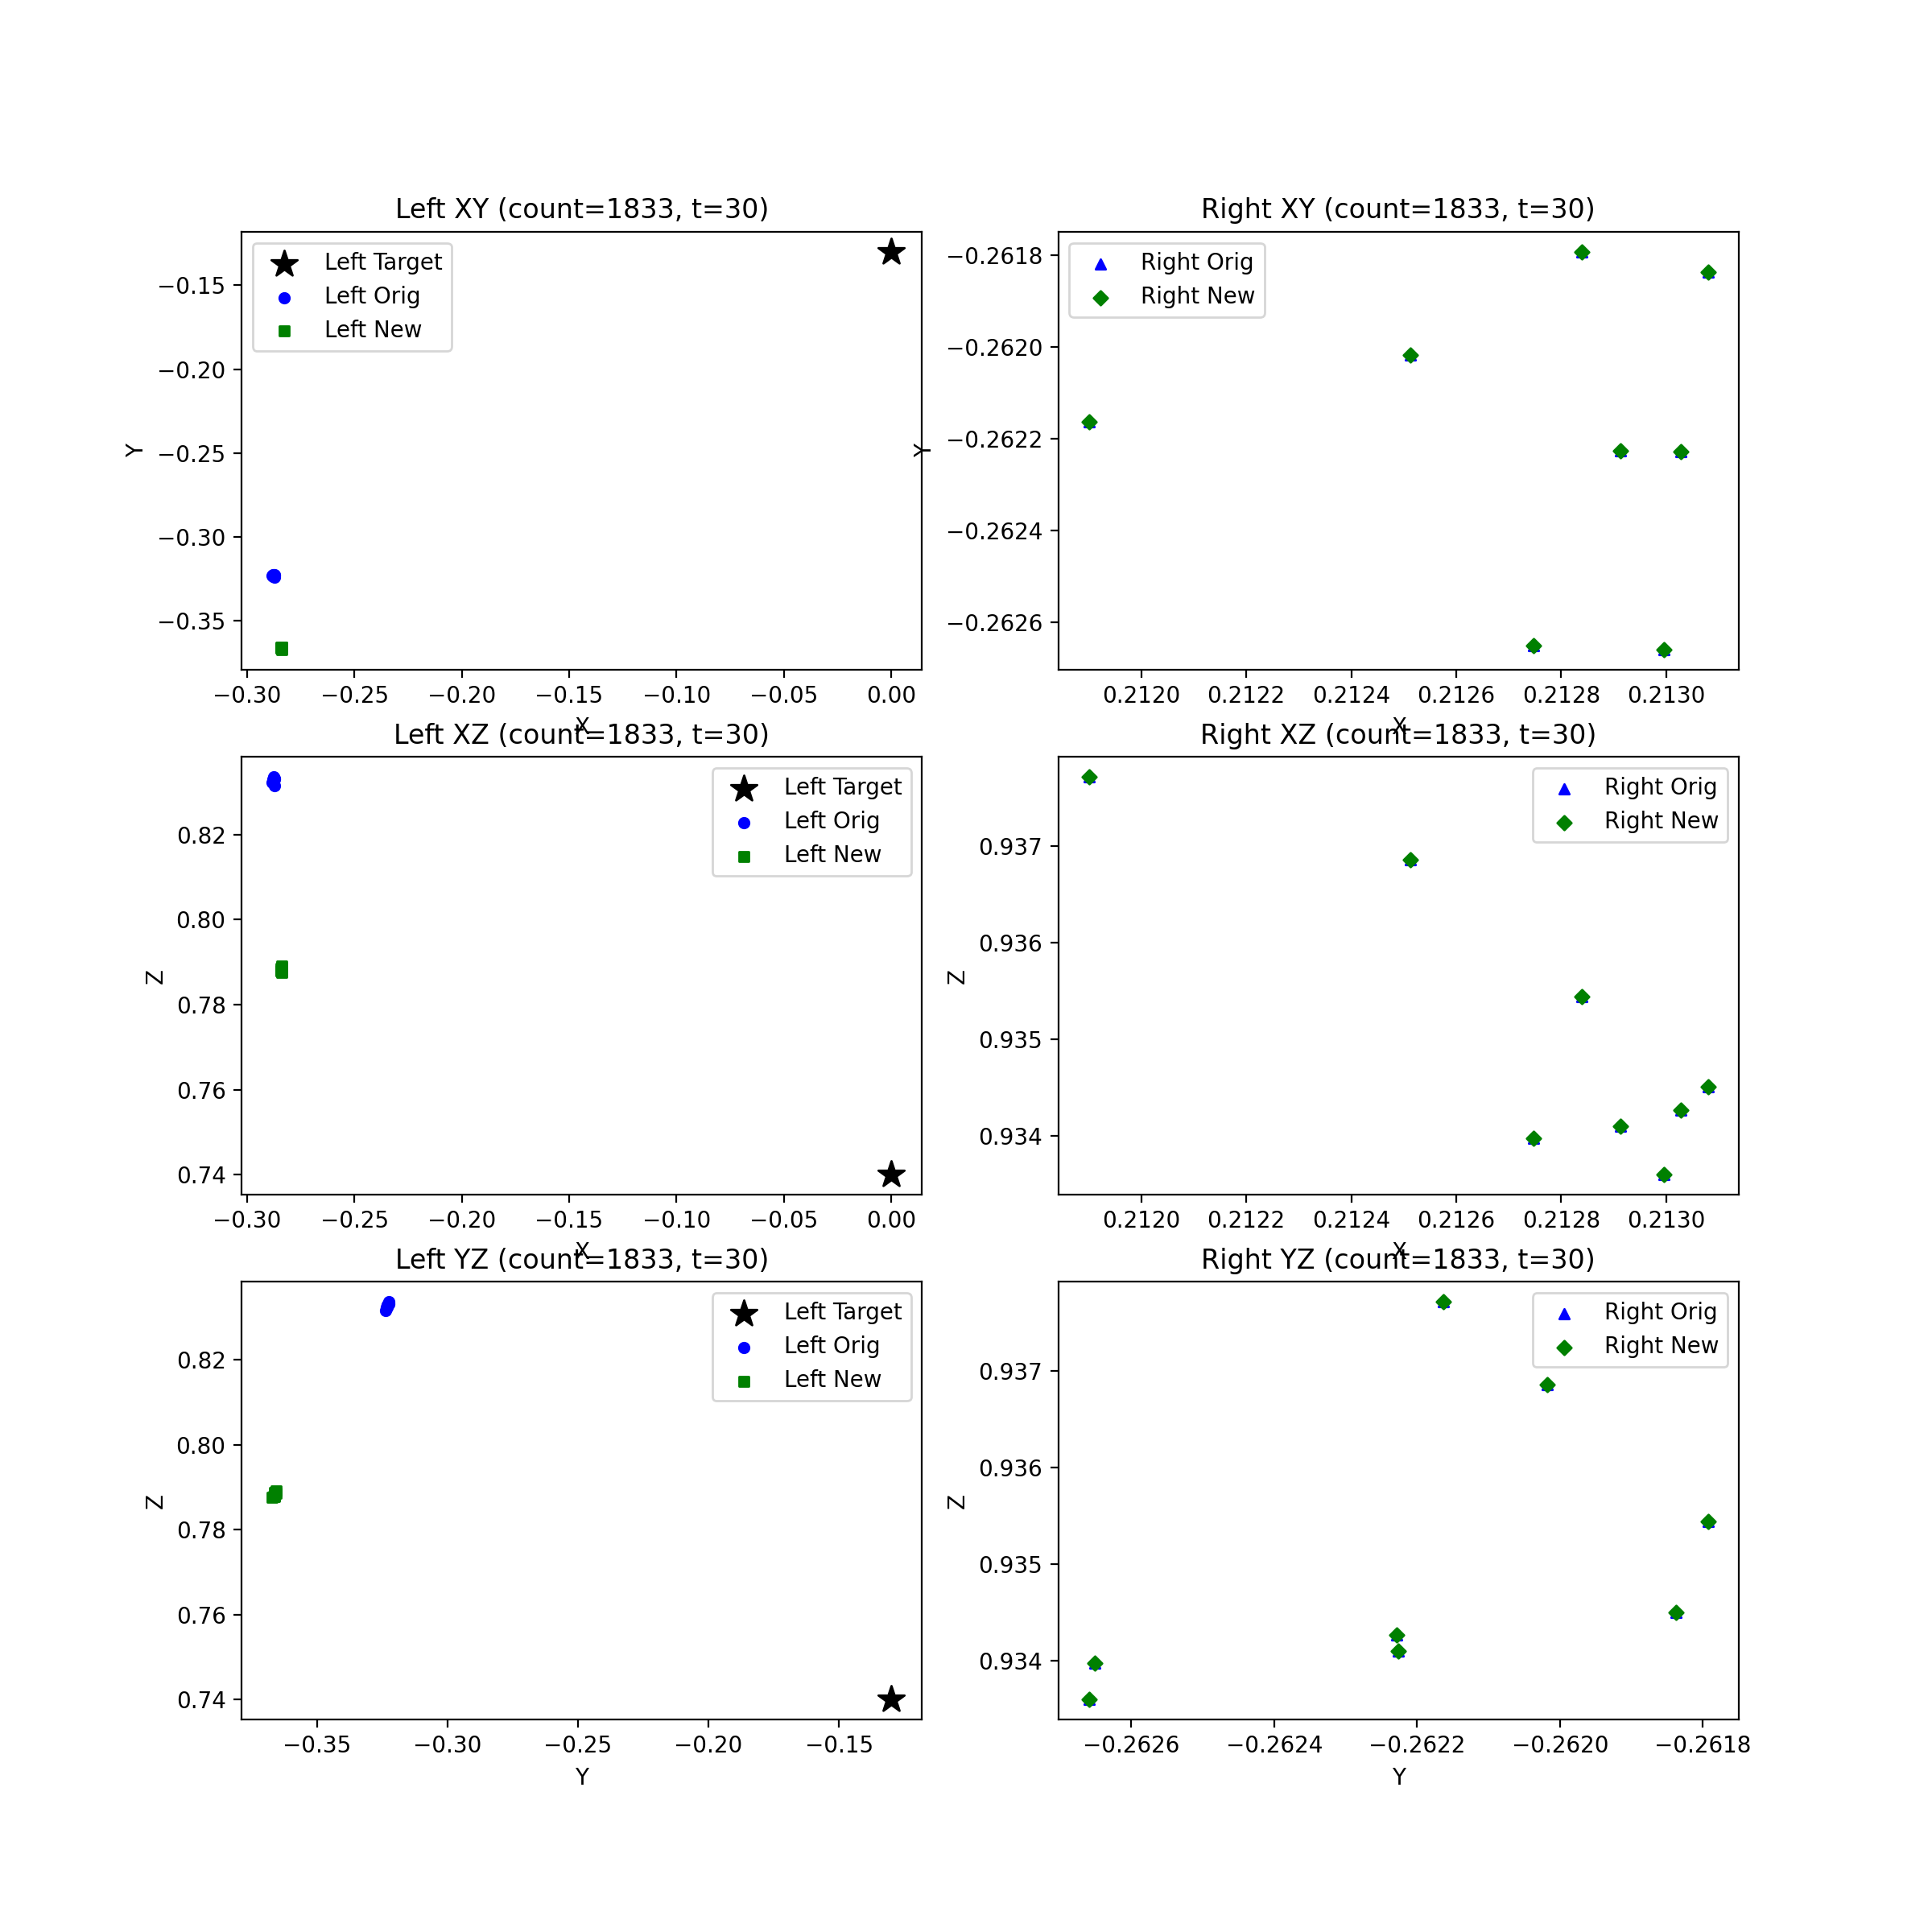 Left XY (count=1833, t=30)
Left Target
Left Orig
Left New
−0.15
−0.20
−0.25
−0.30
−0.35
Y
−0.30 −0.25 −0.20 −0.15 −0.10 −0.05 0.00
X
Right XY (count=1833, t=30)
Right Orig
Right New
−0.2618
−0.2620
−0.2622
−0.2624
−0.2626
Y
0.2120 0.2122 0.2124 0.2126 0.2128 0.2130
X
Left XZ (count=1833, t=30)
Left Target
Left Orig
Left New
0.82
0.80
0.78
0.76
0.74
Z
−0.30 −0.25 −0.20 −0.15 −0.10 −0.05 0.00
X
Right XZ (count=1833, t=30)
Right Orig
Right New
0.937
0.936
0.935
0.934
Z
0.2120 0.2122 0.2124 0.2126 0.2128 0.2130
X
Left YZ (count=1833, t=30)
Left Target
Left Orig
Left New
0.82
0.80
0.78
0.76
0.74
Z
−0.35 −0.30 −0.25 −0.20 −0.15
Y
Right YZ (count=1833, t=30)
Right Orig
Right New
0.937
0.936
0.935
0.934
Z
−0.2626 −0.2624 −0.2622 −0.2620 −0.2618
Y